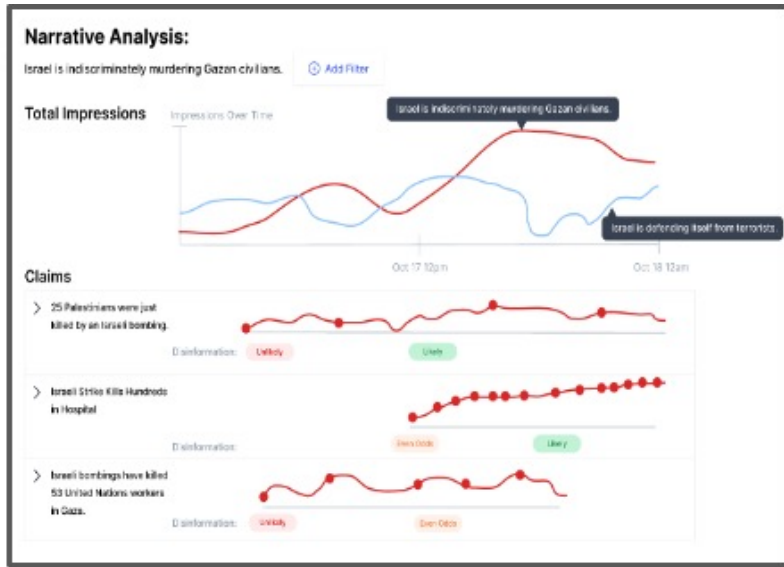 Narrative Analysis:
Israel is indiscriminately murdering Gazan civilians.
Add Filter
Total Impressions
Impressions Over Time
Israel is indiscriminately murdering Gazan civilians.
Israel is defending itself from terrorists.
Oct 17 12pm
Oct 18 12am
Claims
25 Palestinians were just
killed by an Israeli bombing.
Disinformation:
Unlikely
Likely
Israeli Strike Kills Hundreds
in Hospital
Disinformation:
Even Odds
Likely
Israeli bombings have killed
53 United Nations workers
in Gaza.
Disinformation:
Unlikely
Even Odds